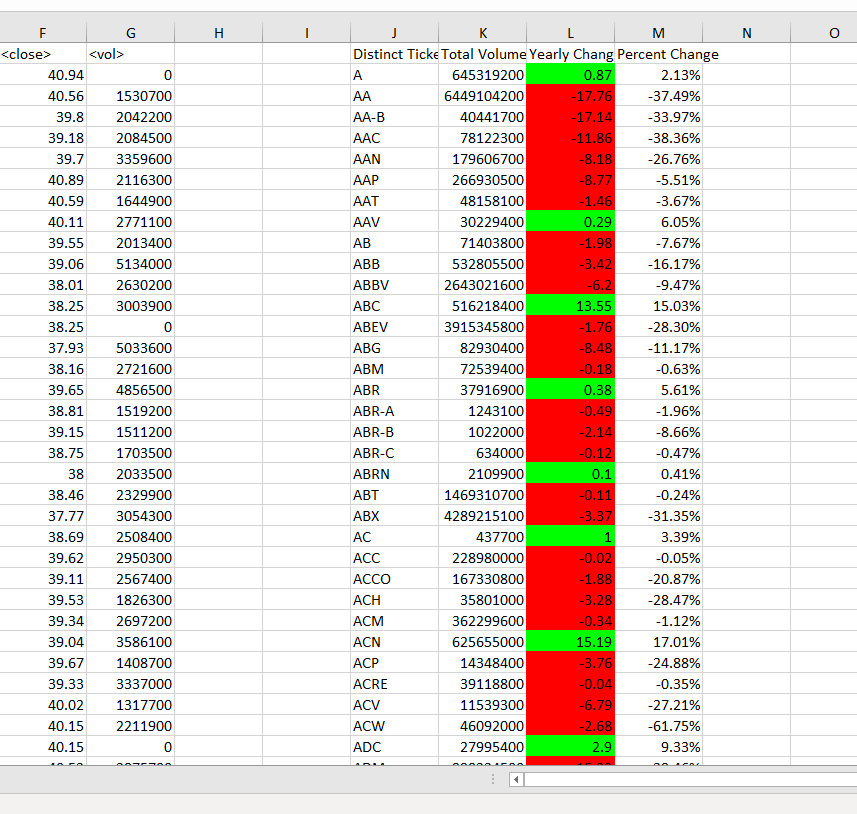 F G H I J K L M N O
<close> <vol> Distinct Ticke Total Volume Yearly Chang Percent Change
40.94 0 A 645319200 0.87 2.13%
40.56 1530700 AA 6449104200 -17.76 -37.49%
39.8 2042200 AA-B 40441700 -17.14 -33.97%
39.18 2084500 AAC 78122300 -11.86 -38.36%
39.7 3359600 AAN 179606700 -8.18 -26.76%
40.89 2116300 AAP 266930500 -8.77 -5.51%
40.59 1644900 AAT 48158100 -1.46 -3.67%
40.11 2771100 AAV 30229400 0.29 6.05%
39.55 2013400 AB 71403800 -1.98 -7.67%
39.06 5134000 ABB 532805500 -3.42 -16.17%
38.01 2630200 ABBV 2643021600 -6.2 -9.47%
38.25 3003900 ABC 516218400 13.55 15.03%
38.25 0 ABEV 3915345800 -1.76 -28.30%
37.93 5033600 ABG 82930400 -8.48 -11.17%
38.16 2721600 ABM 72539400 -0.18 -0.63%
39.65 4856500 ABR 37916900 0.38 5.61%
38.81 1519200 ABR-A 1243100 -0.49 -1.96%
39.15 1511200 ABR-B 1022000 -2.14 -8.66%
38.75 1703500 ABR-C 634000 -0.12 -0.47%
38 2033500 ABRN 2109900 0.1 0.41%
38.46 2329900 ABT 1469310700 -0.11 -0.24%
37.77 3054300 ABX 4289215100 -3.37 -31.35%
38.69 2508400 AC 437700 1 3.39%
39.62 2950300 ACC 228980000 -0.02 -0.05%
39.11 2567400 ACCO 167330800 -1.88 -20.87%
39.53 1826300 ACH 35801000 -3.28 -28.47%
39.34 2697200 ACM 362299600 -0.34 -1.12%
39.04 3586100 ACN 625655000 15.19 17.01%
39.67 1408700 ACP 14348400 -3.76 -24.88%
39.33 3337000 ACRE 39118800 -0.04 -0.35%
40.02 1317700 ACV 11539300 -6.79 -27.21%
40.15 2211900 ACW 46092000 -2.68 -61.75%
40.15 0 ADC 27995400 2.9 9.33%